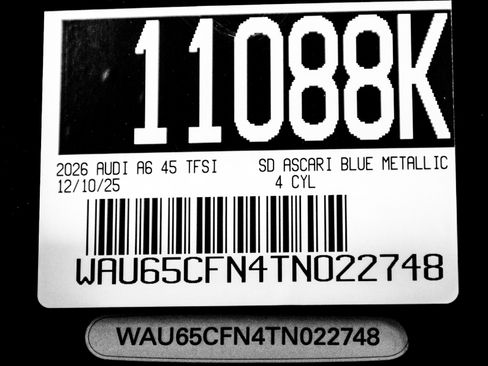 11088K
2026 AUDI A6 45 TFSI SD ASCARI BLUE METALLIC
12/10/25 4 CYL
WAU65CFN4TN022748
WAU65CFN4TN022748